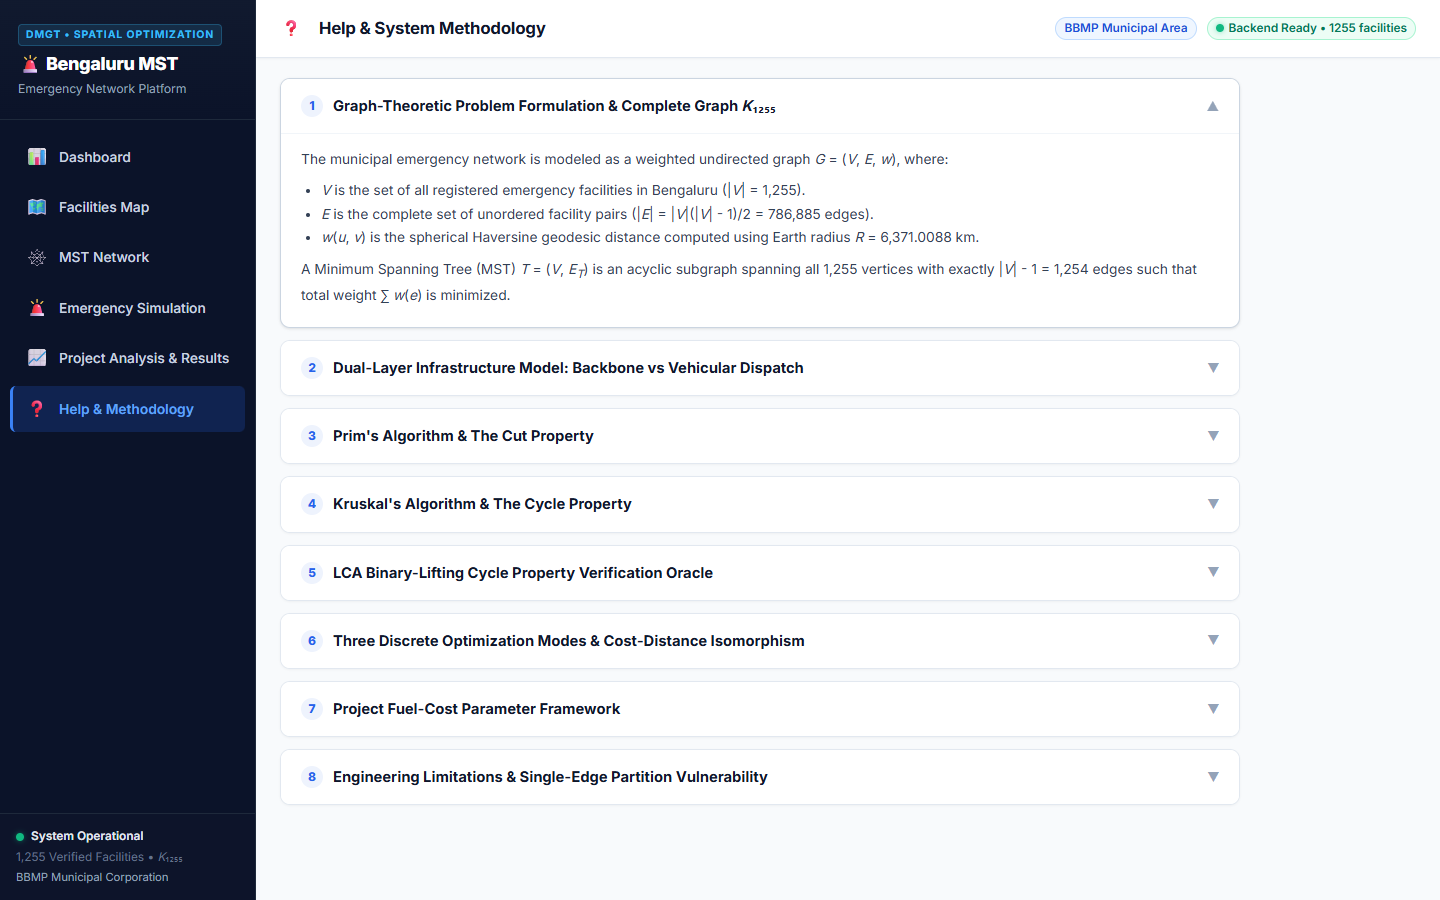 DMGT • SPATIAL OPTIMIZATION
Bengaluru MST
Emergency Network Platform
Dashboard
Facilities Map
MST Network
Emergency Simulation
Project Analysis & Results
Help & Methodology
System Operational
1,255 Verified Facilities • K₁₂₅₅
BBMP Municipal Corporation
Help & System Methodology
BBMP Municipal Area
Backend Ready • 1255 facilities
1 Graph-Theoretic Problem Formulation & Complete Graph K₁₂₅₅ ▲
The municipal emergency network is modeled as a weighted undirected graph G = (V, E, w), where:
• V is the set of all registered emergency facilities in Bengaluru (|V| = 1,255).
• E is the complete set of unordered facility pairs (|E| = |V|(|V| - 1)/2 = 786,885 edges).
• w(u, v) is the spherical Haversine geodesic distance computed using Earth radius R = 6,371.0088 km.
A Minimum Spanning Tree (MST) T = (V, E_T) is an acyclic subgraph spanning all 1,255 vertices with exactly |V| - 1 = 1,254 edges such that
total weight ∑ w(e) is minimized.
2 Dual-Layer Infrastructure Model: Backbone vs Vehicular Dispatch ▼
3 Prim's Algorithm & The Cut Property ▼
4 Kruskal's Algorithm & The Cycle Property ▼
5 LCA Binary-Lifting Cycle Property Verification Oracle ▼
6 Three Discrete Optimization Modes & Cost-Distance Isomorphism ▼
7 Project Fuel-Cost Parameter Framework ▼
8 Engineering Limitations & Single-Edge Partition Vulnerability ▼